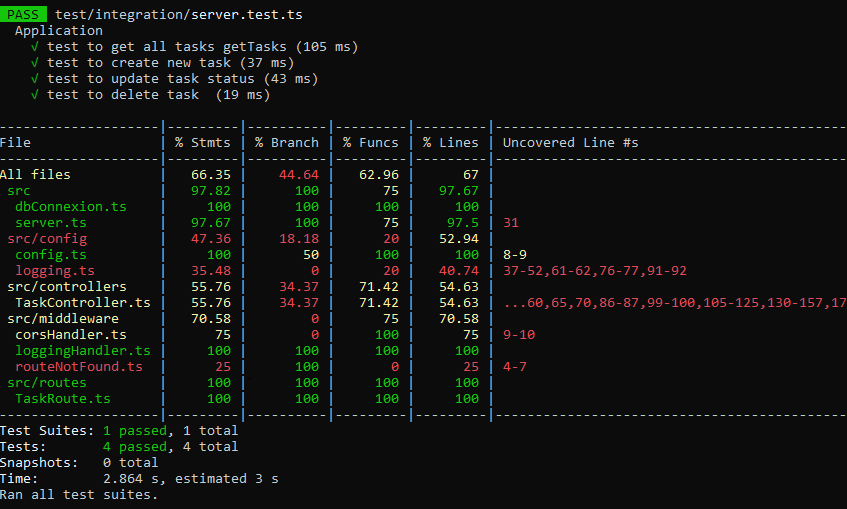 PASS test/integration/server.test.ts
Application
√ test to get all tasks getTasks (105 ms)
√ test to create new task (37 ms)
√ test to update task status (43 ms)
√ test to delete task  (19 ms)
--------------------|---------|----------|---------|---------|--------------------------------------------
File                | % Stmts | % Branch | % Funcs | % Lines | Uncovered Line #s
--------------------|---------|----------|---------|---------|--------------------------------------------
All files           |   66.35 |    44.64 |   62.96 |      67 |
 src                |   97.82 |      100 |      75 |   97.67 |
  dbConnexion.ts    |     100 |      100 |     100 |     100 |
  server.ts         |   97.67 |      100 |      75 |    97.5 | 31
 src/config         |   47.36 |    18.18 |      20 |   52.94 |
  config.ts         |     100 |       50 |     100 |     100 | 8-9
  logging.ts        |   35.48 |        0 |      20 |   40.74 | 37-52,61-62,76-77,91-92
 src/controllers    |   55.76 |    34.37 |   71.42 |   54.63 |
  TaskController.ts |   55.76 |    34.37 |   71.42 |   54.63 | ...60,65,70,86-87,99-100,105-125,130-157,17
 src/middleware     |   70.58 |        0 |      75 |   70.58 |
  corsHandler.ts    |      75 |        0 |     100 |      75 | 9-10
  loggingHandler.ts |     100 |      100 |     100 |     100 |
  routeNotFound.ts  |      25 |      100 |       0 |      25 | 4-7
 src/routes         |     100 |      100 |     100 |     100 |
  TaskRoute.ts      |     100 |      100 |     100 |     100 |
--------------------|---------|----------|---------|---------|--------------------------------------------
Test Suites: 1 passed, 1 total
Tests:       4 passed, 4 total
Snapshots:   0 total
Time:        2.864 s, estimated 3 s
Ran all test suites.